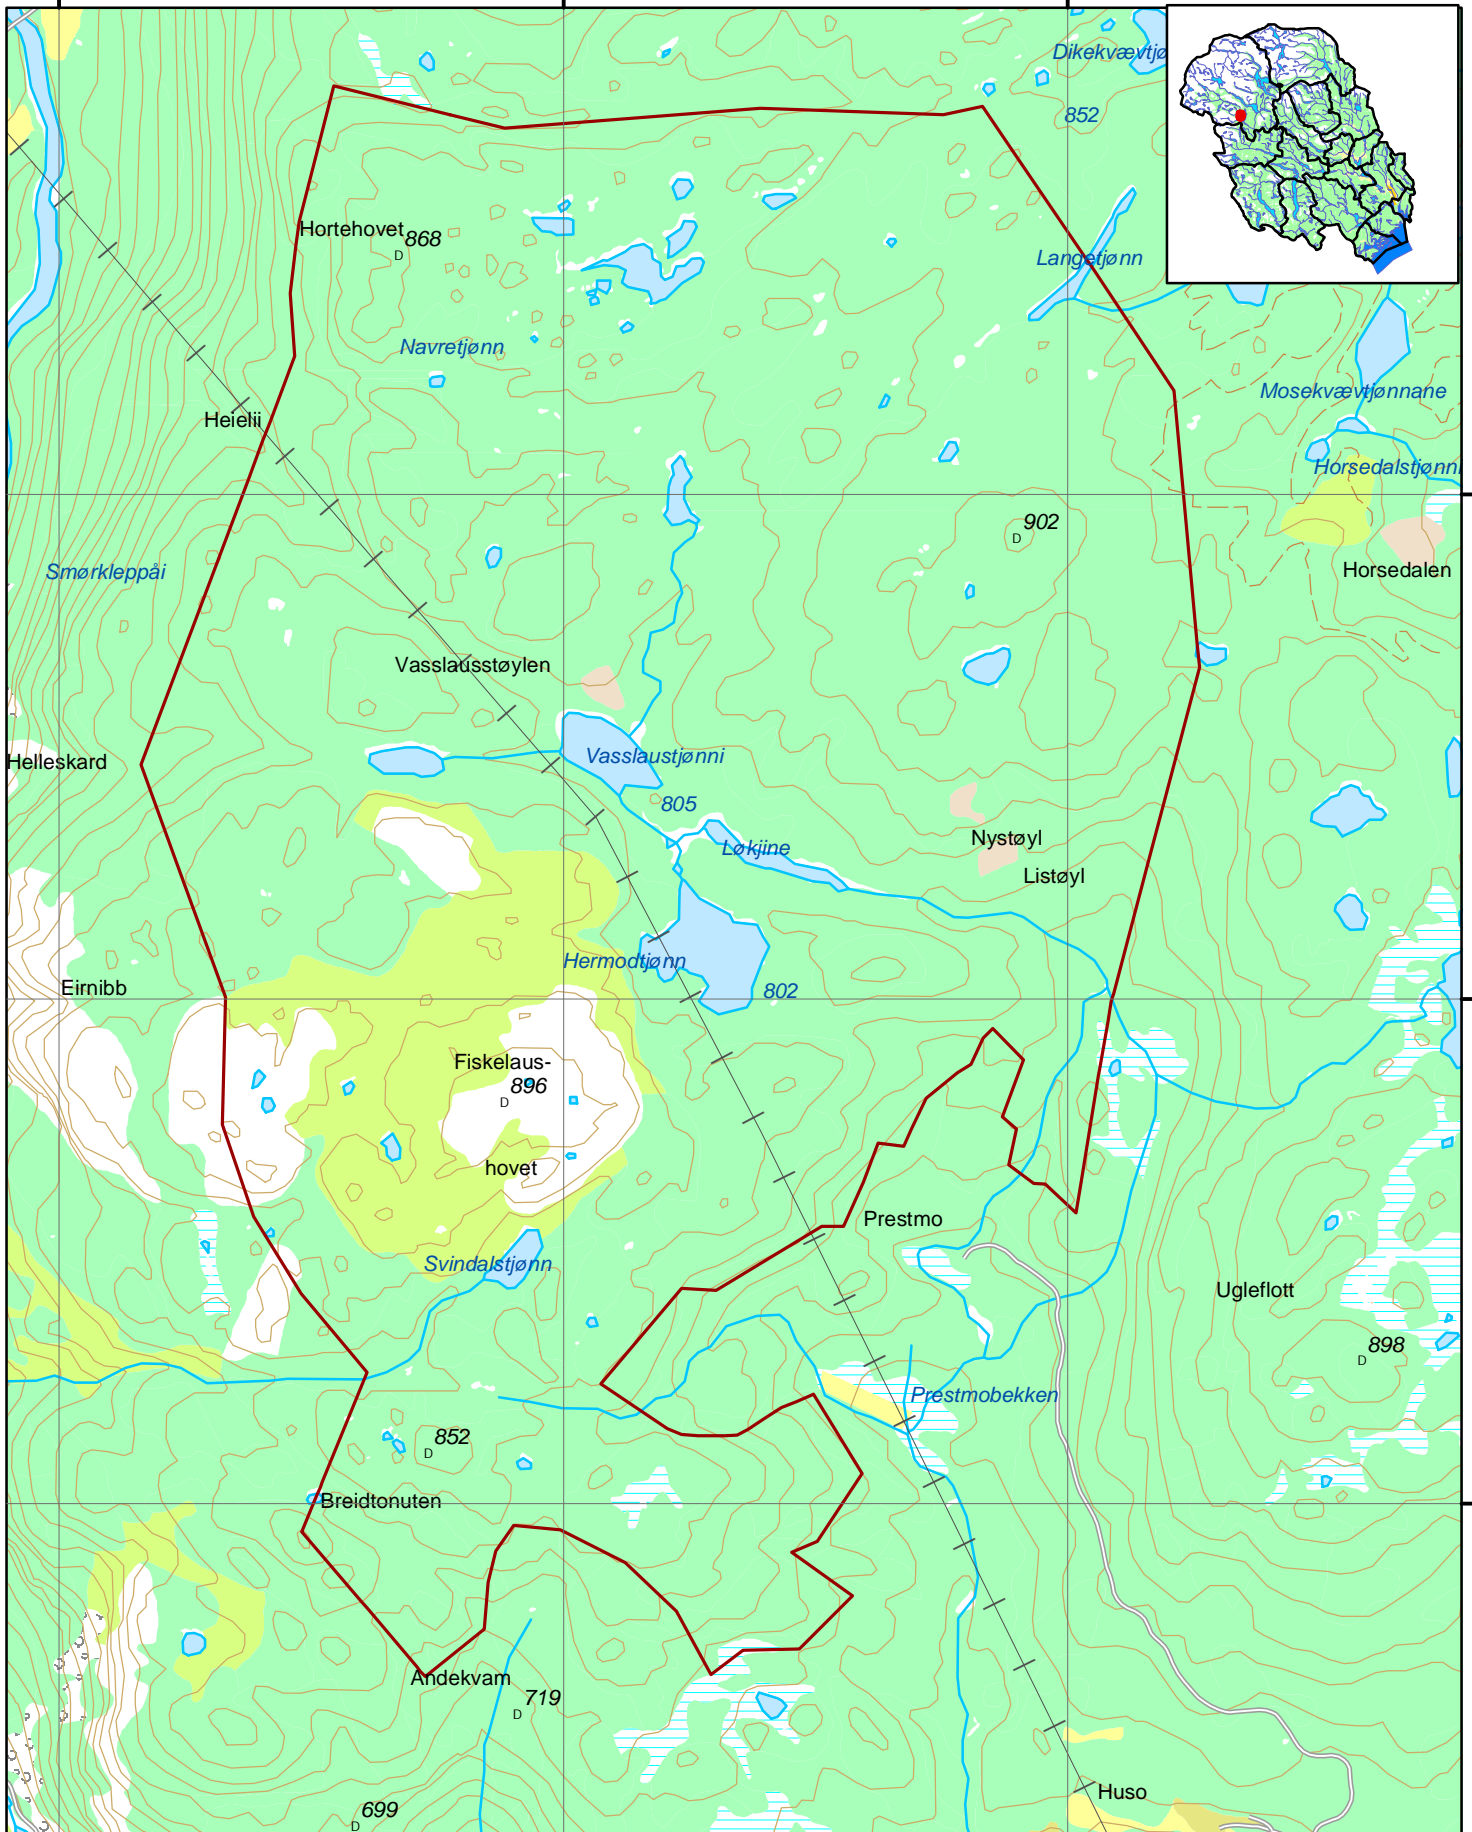 Dikekvævtjø
852
Hortehovet
868
D
Langetjønn
Navretjønn
Mosekvævtjønnane
Heielii
Horsedalstjønni
902
D
Smørkleppåi
Horsedalen
Vasslausstøylen
Vasslaustjønni
Helleskard
805
Nystøyl
Løkjine
Listøyl
Hermodtjønn
Eirnibb
802
Fiskelaus-
896
D
hovet
Prestmo
Svindalstjønn
Ugleflott
898
D
Prestmobekken
852
D
Breidtonuten
Andekvam
719
D
Huso
699
D